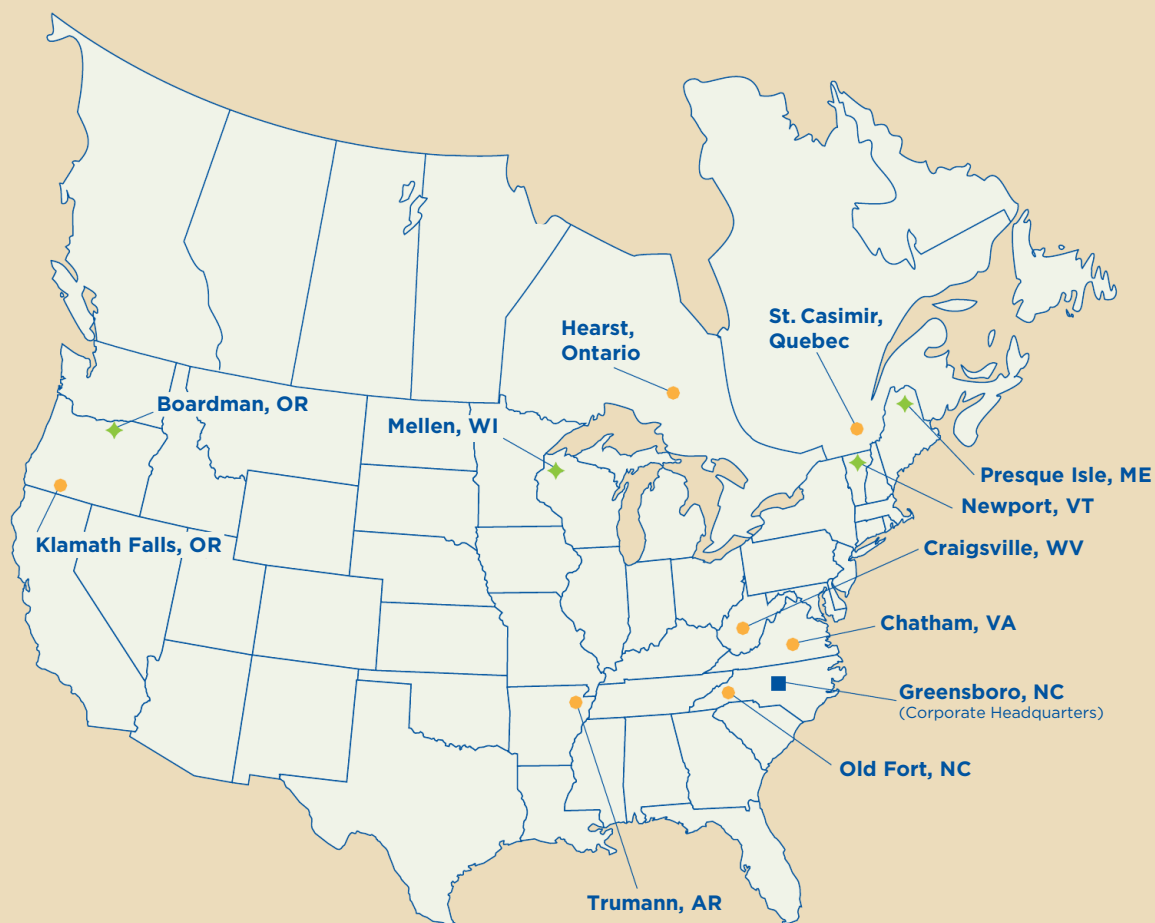 Hearst,
Ontario
St. Casimir,
Quebec
Boardman, OR
Mellen, WI
Presque Isle, ME
Newport, VT
Klamath Falls, OR
Craigsville, WV
Chatham, VA
Greensboro, NC
(Corporate Headquarters)
Old Fort, NC
Trumann, AR